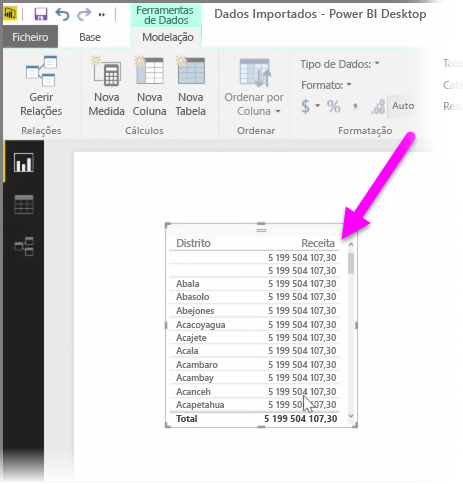 Ferramentas
de Dados
Dados Importados - Power BI Desktop
Ficheiro
Base
Modelação
Gerir
Relações
Nova
Medida
Nova
Coluna
Nova
Tabela
Ordenar por
Coluna
Tipo de Dados:
Formato:
$ % , .00 Auto
Relações
Cálculos
Ordenar
Formatação
Distrito Receita
5 199 504 107,30
5 199 504 107,30
Abala 5 199 504 107,30
Abasolo 5 199 504 107,30
Abejones 5 199 504 107,30
Acacoyagua 5 199 504 107,30
Acajete 5 199 504 107,30
Acala 5 199 504 107,30
Acambaro 5 199 504 107,30
Acambay 5 199 504 107,30
Acanceh 5 199 504 107,30
Acapetahua 5 199 504 107,30
Total 5 199 504 107,30